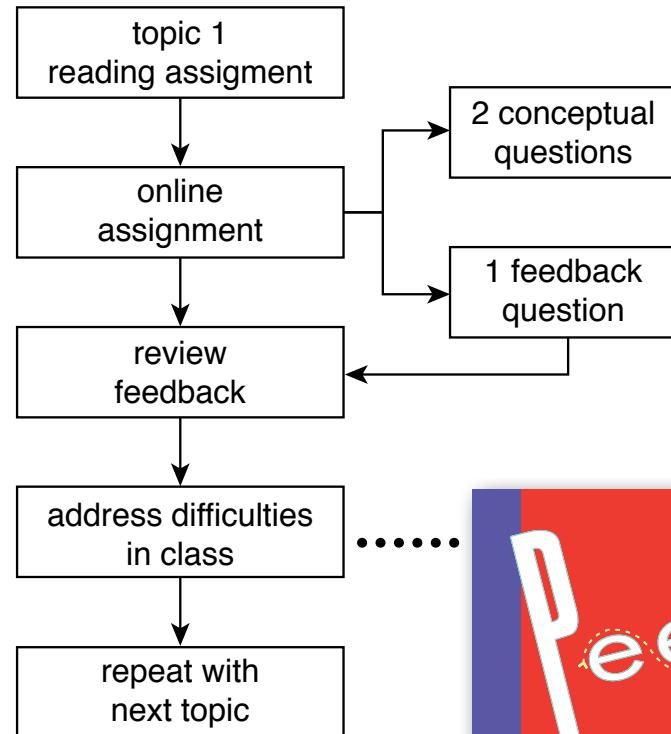 topic 1
reading assigment
online
assignment
2 conceptual
questions
1 feedback
question
review
feedback
address difficulties
in class
repeat with
next topic